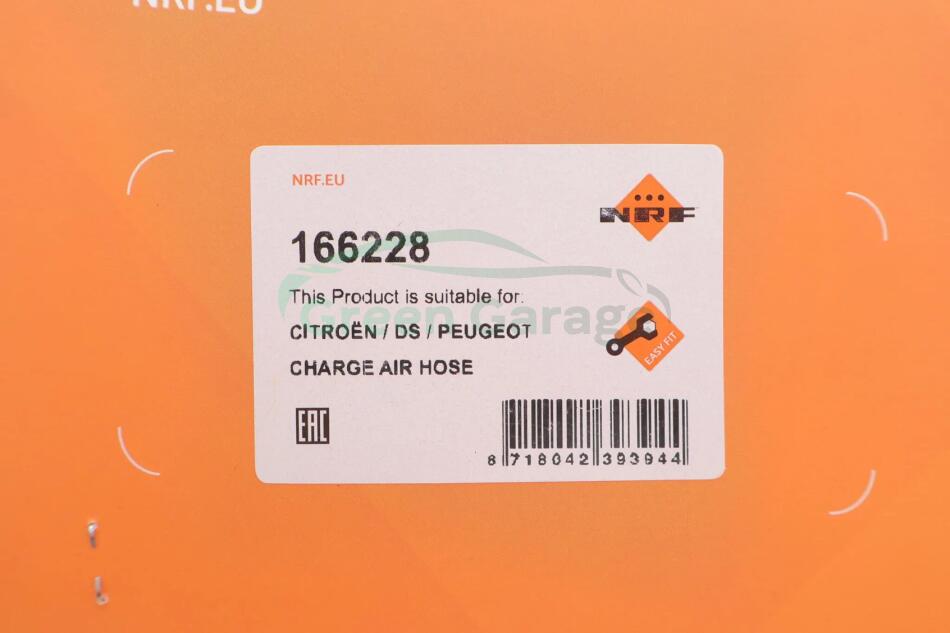 NRF.EU
NRF.EU
NRF
166228
This Product is suitable for:
Green Garage
CITROËN / DS / PEUGEOT
EASY FIT
CHARGE AIR HOSE
EAC
8 718042 393944